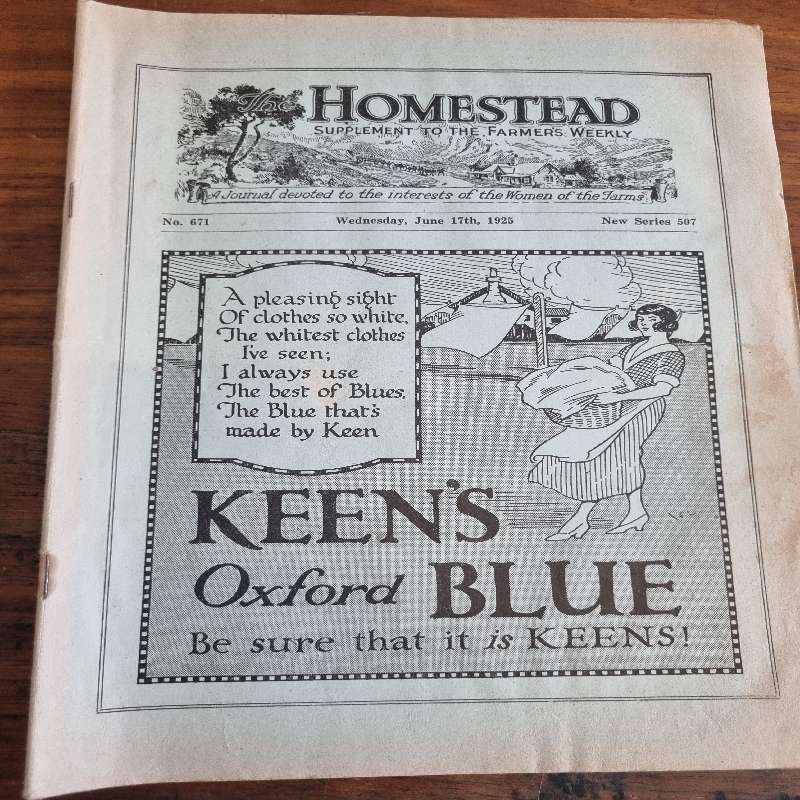 The HOMESTEAD
SUPPLEMENT TO THE FARMER'S WEEKLY
A Journal devoted to the interests of the Women of the Farms
No. 671 Wednesday, June 17th, 1925 New Series 507
A pleasing sight
Of clothes so white,
The whitest clothes
I've seen;
I always use
The best of Blues,
The Blue that's
made by Keen
KEEN'S
Oxford BLUE
Be sure that it is KEENS!